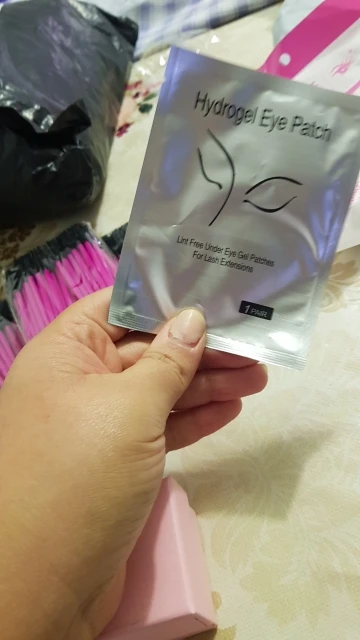 Hydrogel Eye Patch
Lint Free Under Eye Gel Patches
For Lash Extensions
1 PAIR